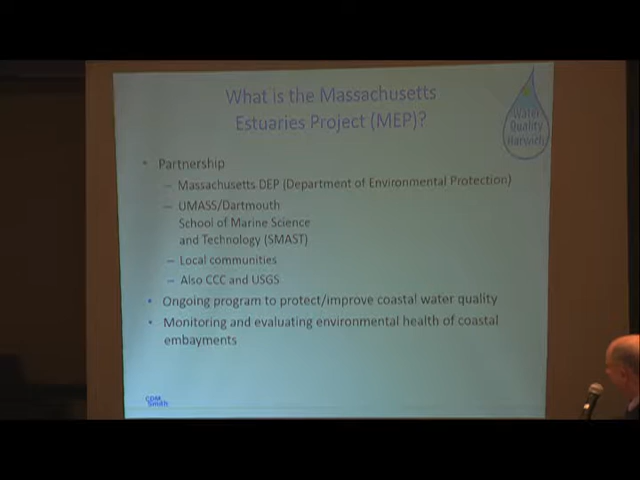 What is the Massachusetts
Estuaries Project (MEP)?
Water
Quality
Harwich
• Partnership
– Massachusetts DEP (Department of Environmental Protection)
– UMASS/Dartmouth
School of Marine Science
and Technology (SMAST)
– Local communities
– Also CCC and USGS
• Ongoing program to protect/improve coastal water quality
• Monitoring and evaluating environmental health of coastal
embayments
CDM
Smith